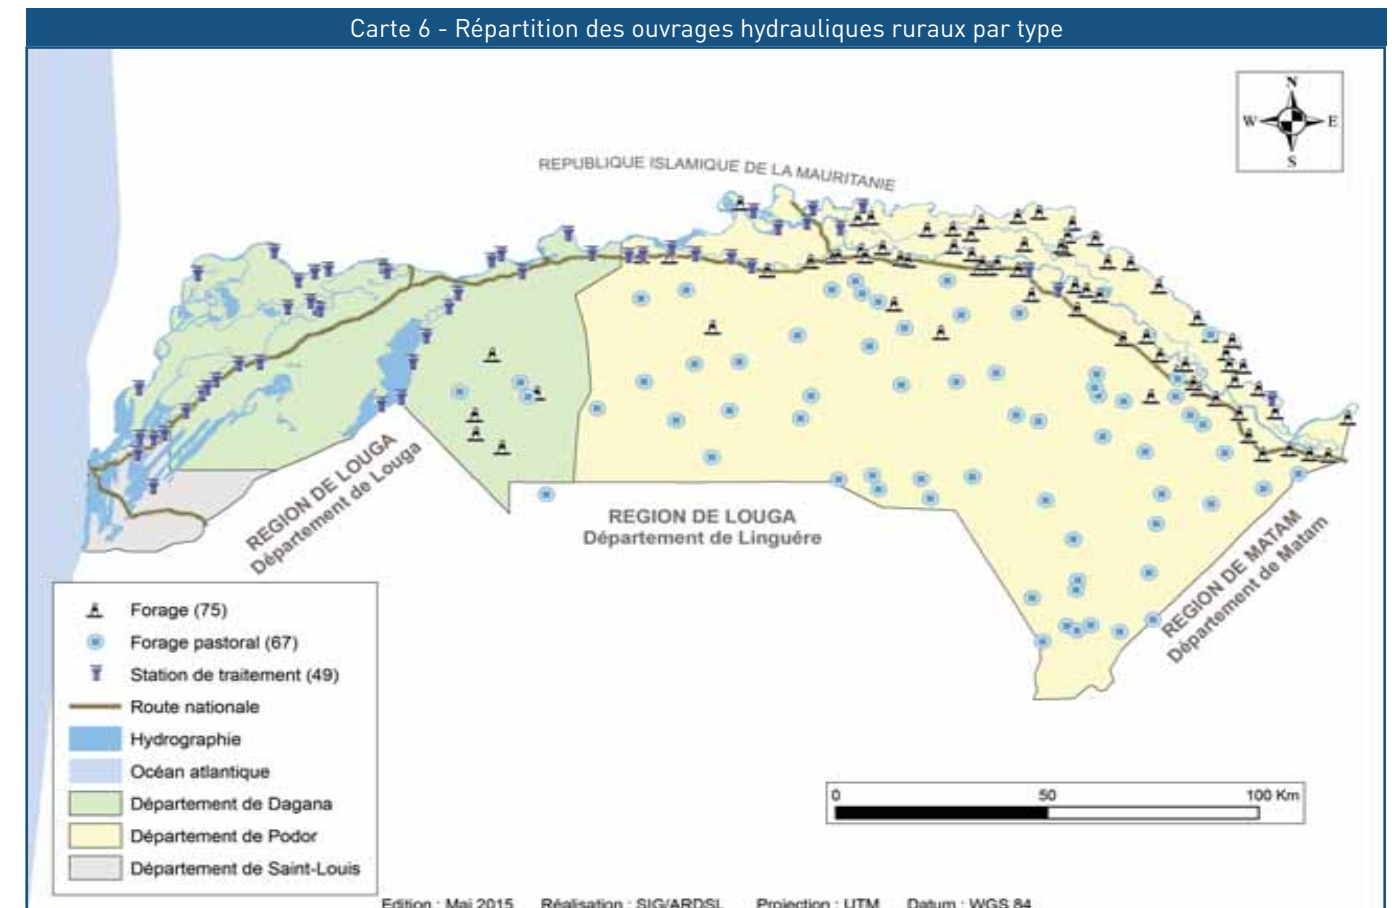 Carte 6 - Répartition des ouvrages hydrauliques ruraux par type
N
W E
S
REPUBLIQUE ISLAMIQUE DE LA MAURITANIE
REGION DE LOUGA
Département de Louga
REGION DE LOUGA
Département de Linguére
REGION DE MATAM
Département de Matam
Forage (75)
Forage pastoral (67)
Station de traitement (49)
Route nationale
Hydrographie
Océan atlantique
Département de Dagana
Département de Podor
Département de Saint-Louis
0 50 100 Km
Edition : Mai 2015 Réalisation : SIG/ARDSL Projection : UTM Datum : WGS 84